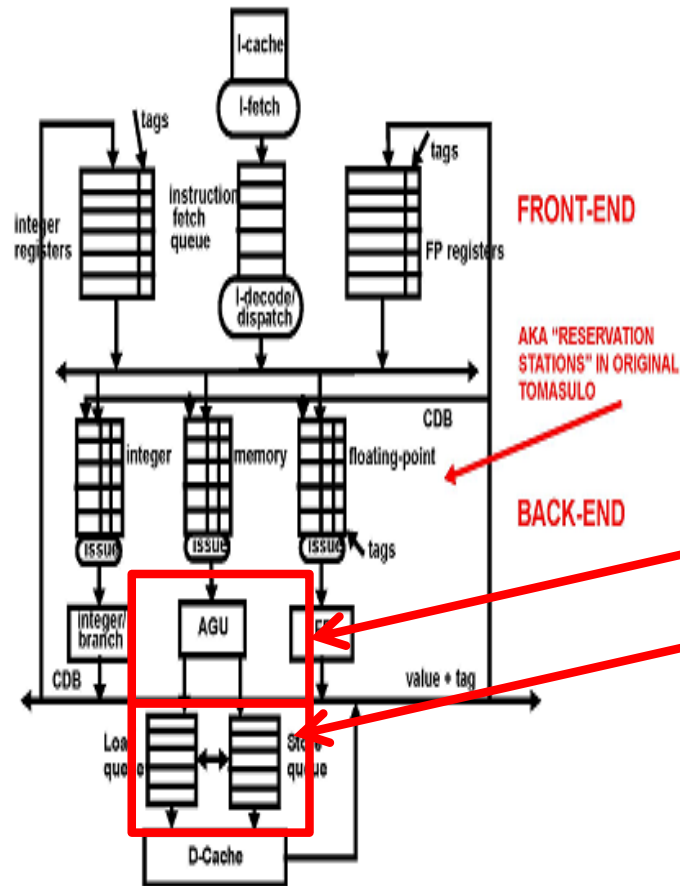 I-cache
I-fetch
tags
tags
integer
registers
instruction
fetch
queue
FP registers
FRONT-END
I-decode/
dispatch
AKA "RESERVATION
STATIONS" IN ORIGINAL
TOMASULO
CDB
integer
memory
floating-point
BACK-END
issue
issue
issue
tags
integer/
branch
AGU
CDB
value + tag
queue
queue
D-Cache